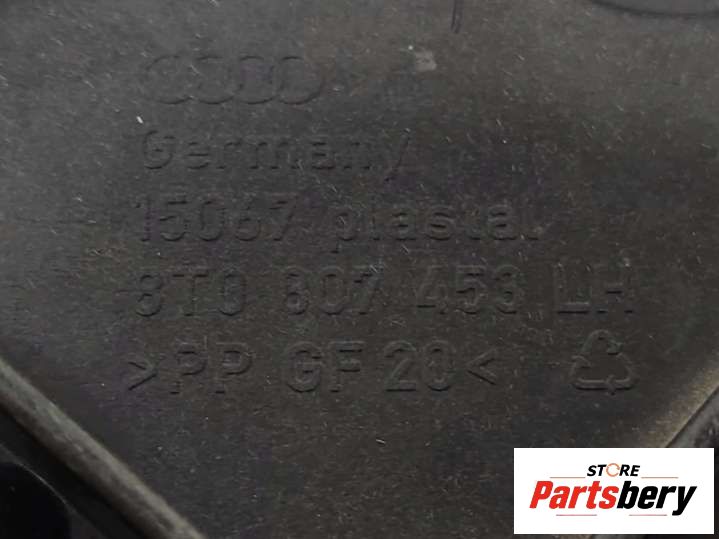 Germany
15067 plastal
8T0 807 453 LH
>PP GF 20<
STORE
Partsbery